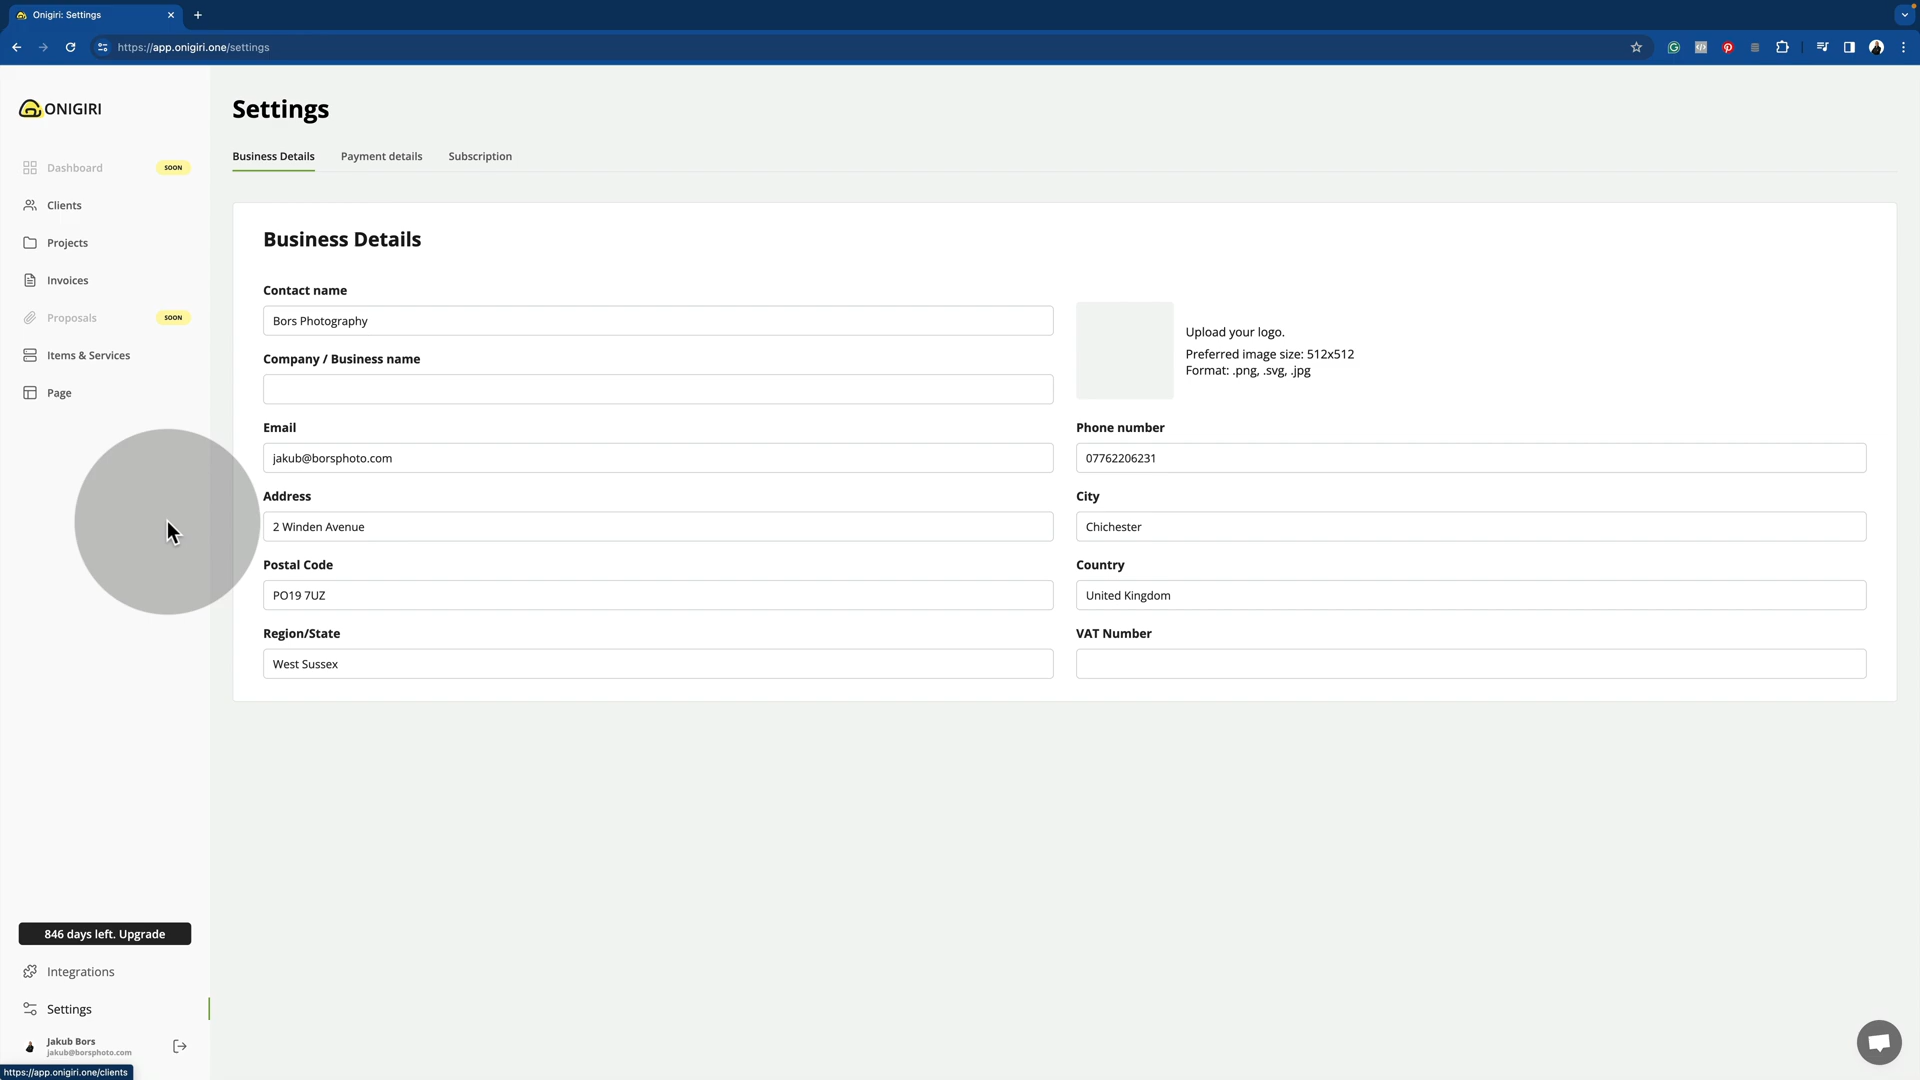 Onigiri: Settings
https://app.onigiri.one/settings
ONIGIRI
Dashboard SOON
Clients
Projects
Invoices
Proposals SOON
Items & Services
Page
Settings
Business Details Payment details Subscription
Business Details
Contact name
Bors Photography
Company / Business name
Upload your logo.
Preferred image size: 512x512
Format: .png, .svg, .jpg
Email
jakub@borsphoto.com
Phone number
07762206231
Address
2 Winden Avenue
City
Chichester
Postal Code
PO19 7UZ
Country
United Kingdom
Region/State
West Sussex
VAT Number
846 days left. Upgrade
Integrations
Settings
Jakub Bors
jakub@borsphoto.com
https://app.onigiri.one/clients